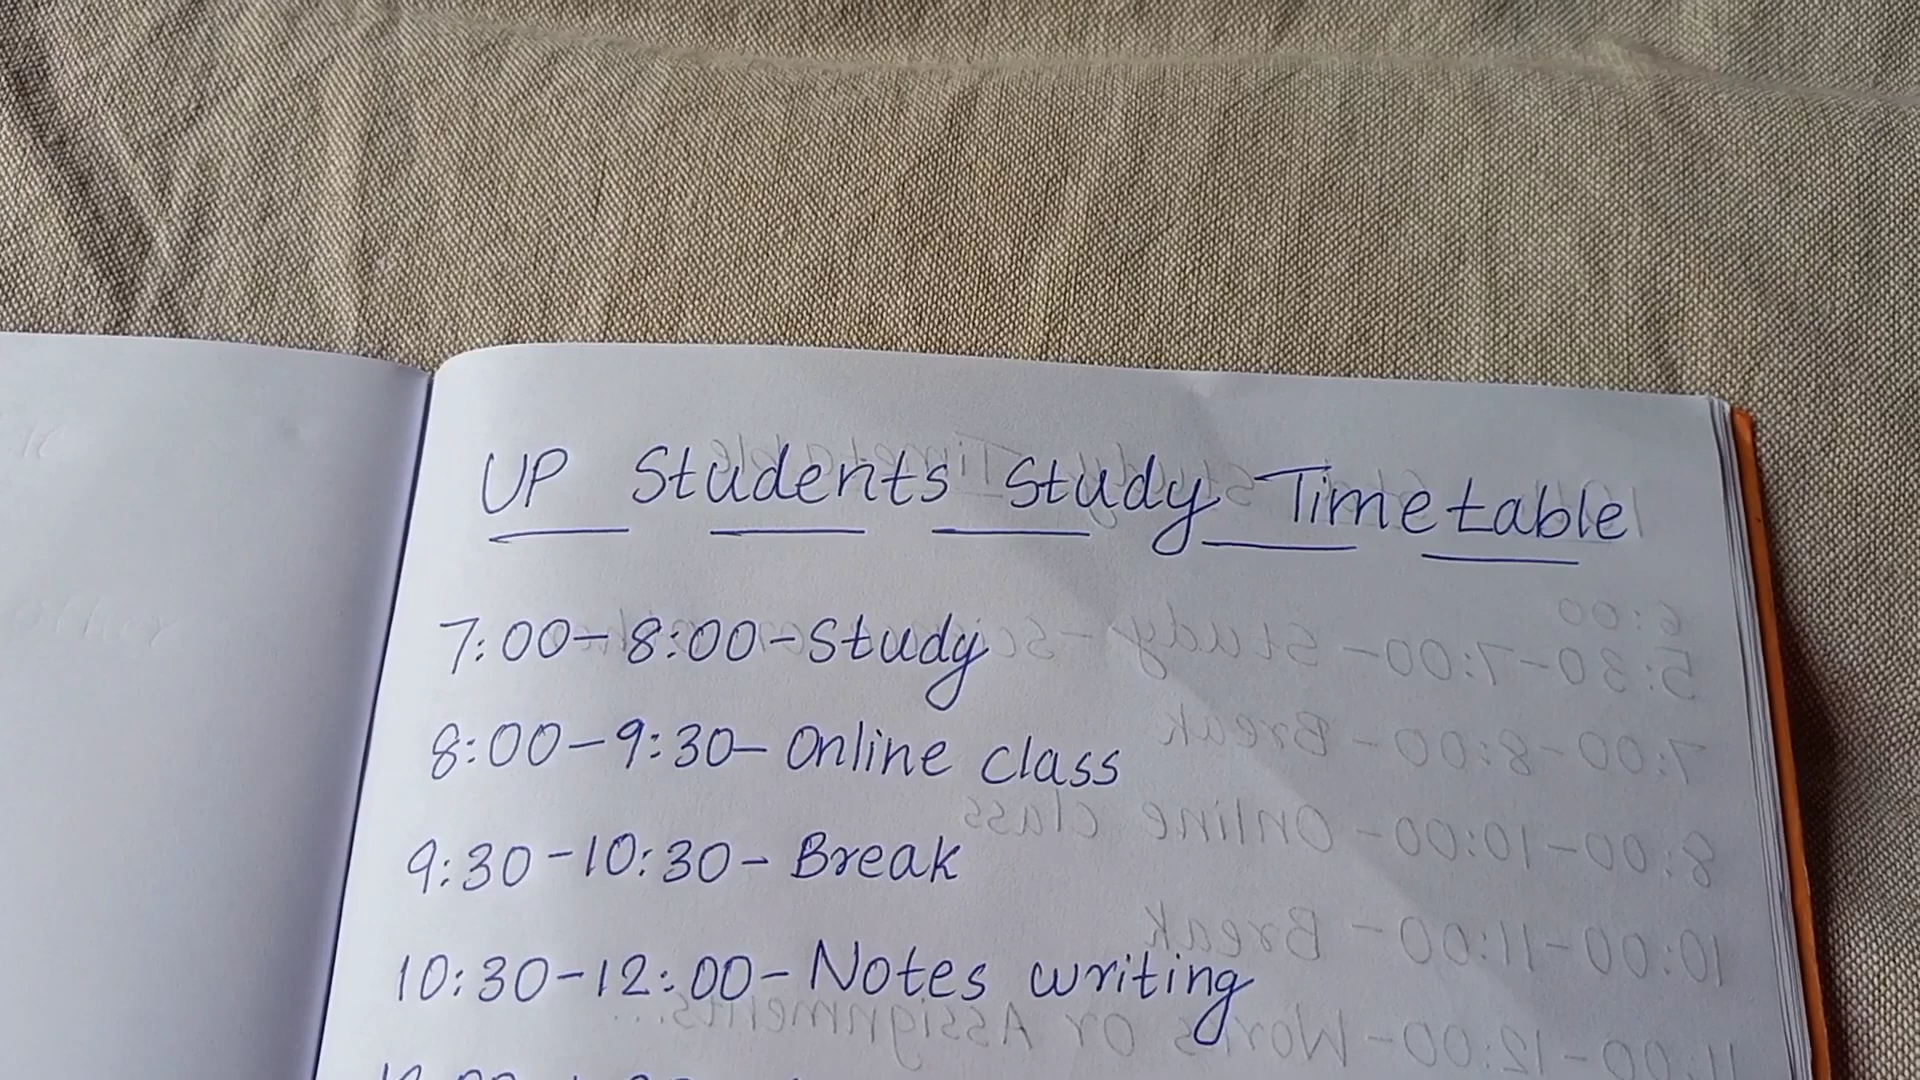 UP Students Study Timetable
7:00-8:00-Study
8:00-9:30-Online class
9:30-10:30-Break
10:30-12:00-Notes writing